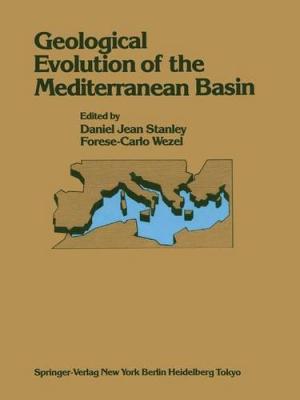 Geological
Evolution of the
Mediterranean Basin
Edited by
Daniel Jean Stanley
Forese-Carlo Wezel
Springer-Verlag New York Berlin Heidelberg Tokyo